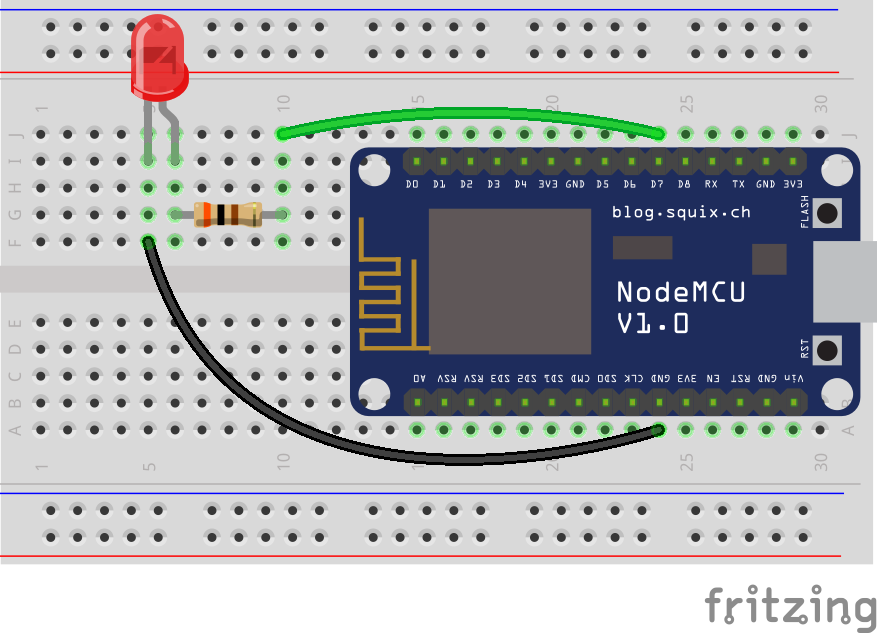 1 5 10 15 20 25 30
J J
I I
H
G
F
D0 D1 D2 D3 D4 3V3 GND D5 D6 D7 D8 RX TX GND 3V3
FLASH
blog.squix.ch
NodeMCU
V1.0
RST
A0 RSV RSV SD3 SD2 SD1 CMD SD0 CLK GND 3V3 EN RST GND Vin
E
D
C
B B
A A
1 5 10 15 20 25 30
fritzing